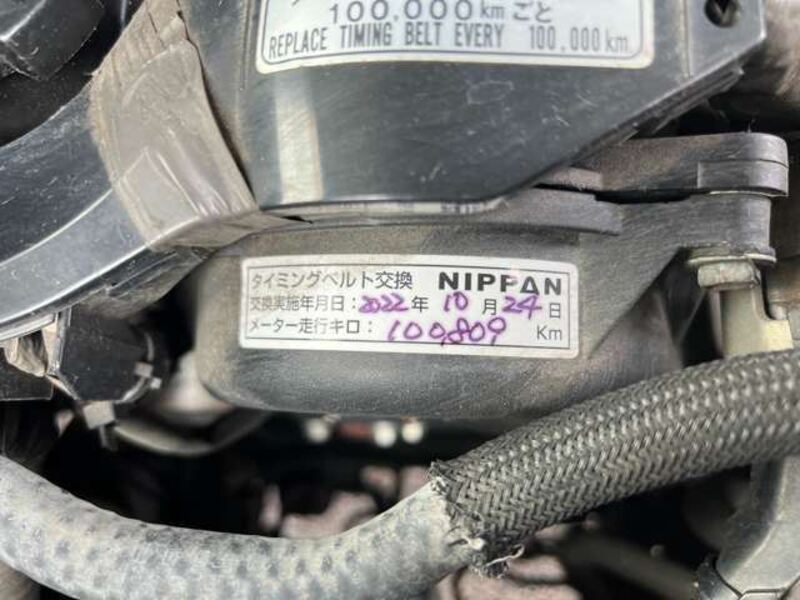 100,000kmごと
REPLACE TIMING BELT EVERY 100,000km.
タイミングベルト交換 NIPPAN
交換実施年月日:2022年 10月24日
メーター走行キロ: 100,809 Km